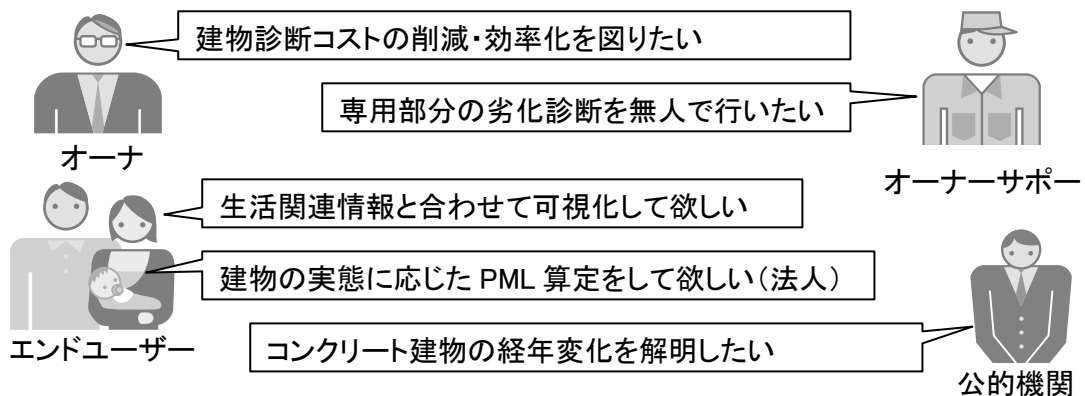 建物診断コストの削減・効率化を図りたい
専用部分の劣化診断を無人で行いたい
オーナ
オーナーサポー
生活関連情報と合わせて可視化して欲しい
建物の実態に応じた PML 算定をして欲しい（法人）
エンドユーザー
コンクリート建物の経年変化を解明したい
公的機関